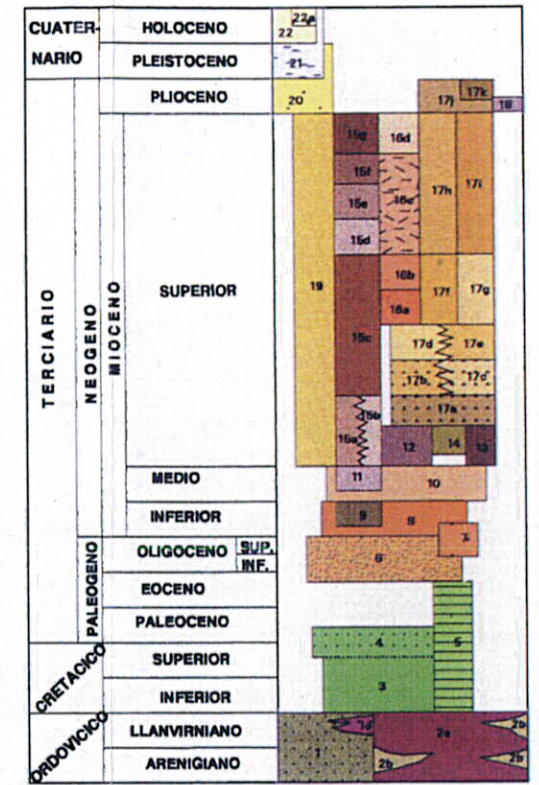 CUATER-
NARIO
HOLOCENO
22a
22
PLEISTOCENO
21
PLIOCENO
20
17j
17k
18
TERCIARIO
NEOGENO
MIOCENO
SUPERIOR
15g
16d
15f
15e
16c
17h
17i
15d
19
16b
15c
16a
17f
17g
17d
17e
17b
17c
17a
15b
15a
12
14
13
MEDIO
11
10
INFERIOR
9
8
7
PALEOGENO
OLIGOCENO
SUP.
INF.
6
EOCENO
PALEOCENO
5
4
CRETACICO
SUPERIOR
3
INFERIOR
ORDOVICICO
LLANVIRNIANO
2a
2b
1
ARENIGIANO
2b
2b